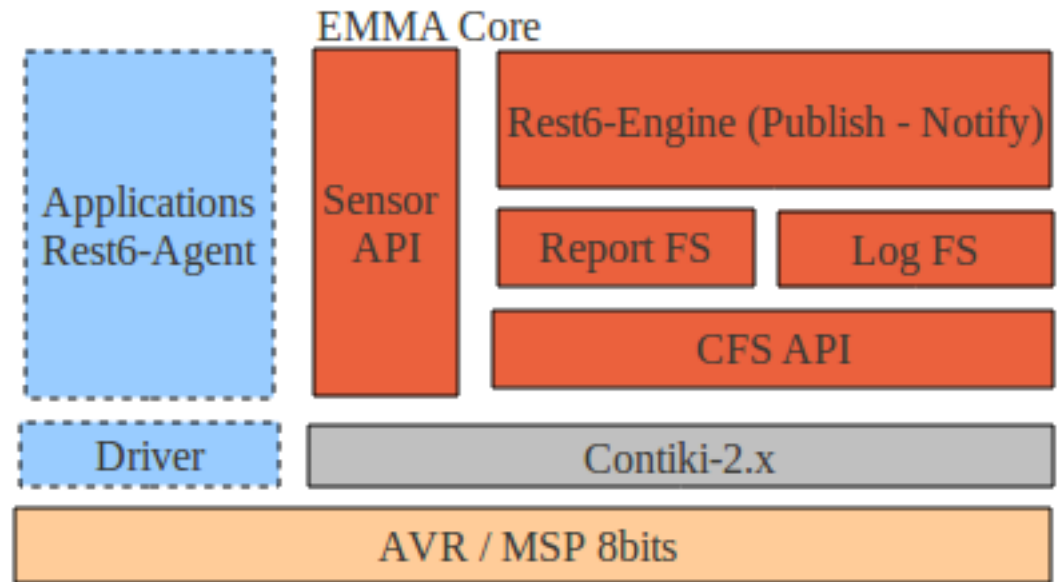 EMMA Core
Applications
Rest6-Agent
Sensor
API
Rest6-Engine (Publish - Notify)
Report FS
Log FS
CFS API
Driver
Contiki-2.x
AVR / MSP 8bits